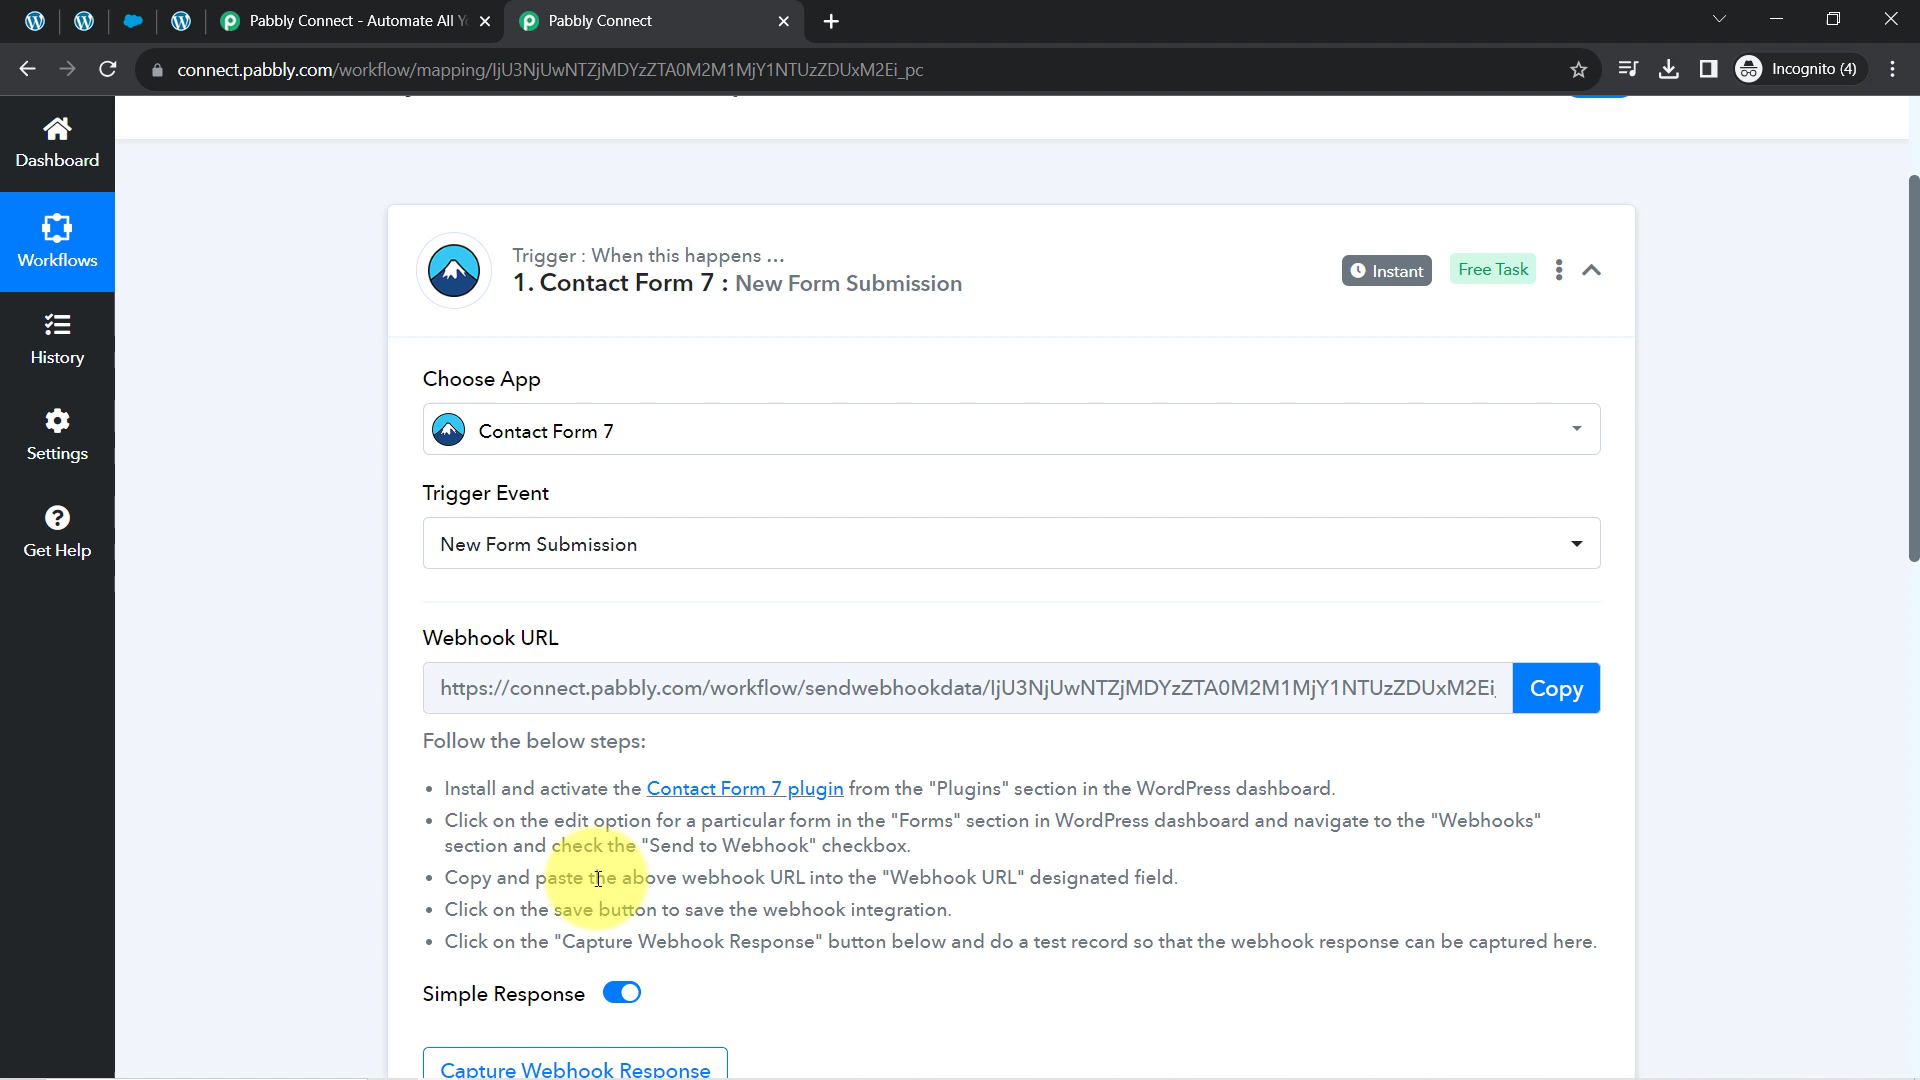 Pabbly Connect - Automate All Y
Pabbly Connect
connect.pabbly.com/workflow/mapping/IjU3NjUwNTZjMDYzZTA0M2M1MjY1NTUzZDUxM2Ei_pc
Incognito (4)
Dashboard
Workflows
History
Settings
Get Help
Trigger : When this happens ...
1. Contact Form 7 : New Form Submission
Instant
Free Task
Choose App
Contact Form 7
Trigger Event
New Form Submission
Webhook URL
https://connect.pabbly.com/workflow/sendwebhookdata/IjU3NjUwNTZjMDYzZTA0M2M1MjY1NTUzZDUxM2Ei_
Copy
Follow the below steps:
• Install and activate the Contact Form 7 plugin from the "Plugins" section in the WordPress dashboard.
• Click on the edit option for a particular form in the "Forms" section in WordPress dashboard and navigate to the "Webhooks"
section and check the "Send to Webhook" checkbox.
• Copy and paste the above webhook URL into the "Webhook URL" designated field.
• Click on the save button to save the webhook integration.
• Click on the "Capture Webhook Response" button below and do a test record so that the webhook response can be captured here.
Simple Response
Capture Webhook Response